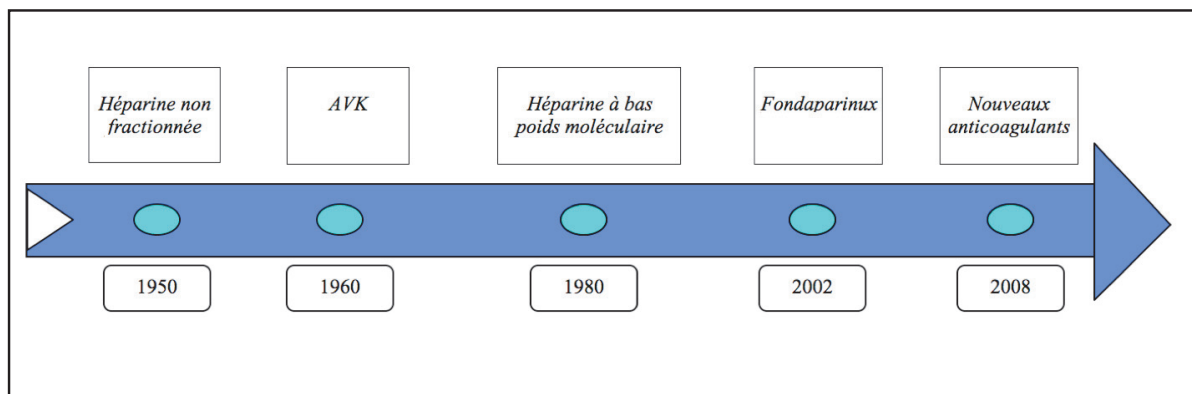 Héparine non
fractionnée
AVK
Héparine à bas
poids moléculaire
Fondaparinux
Nouveaux
anticoagulants
1950
1960
1980
2002
2008